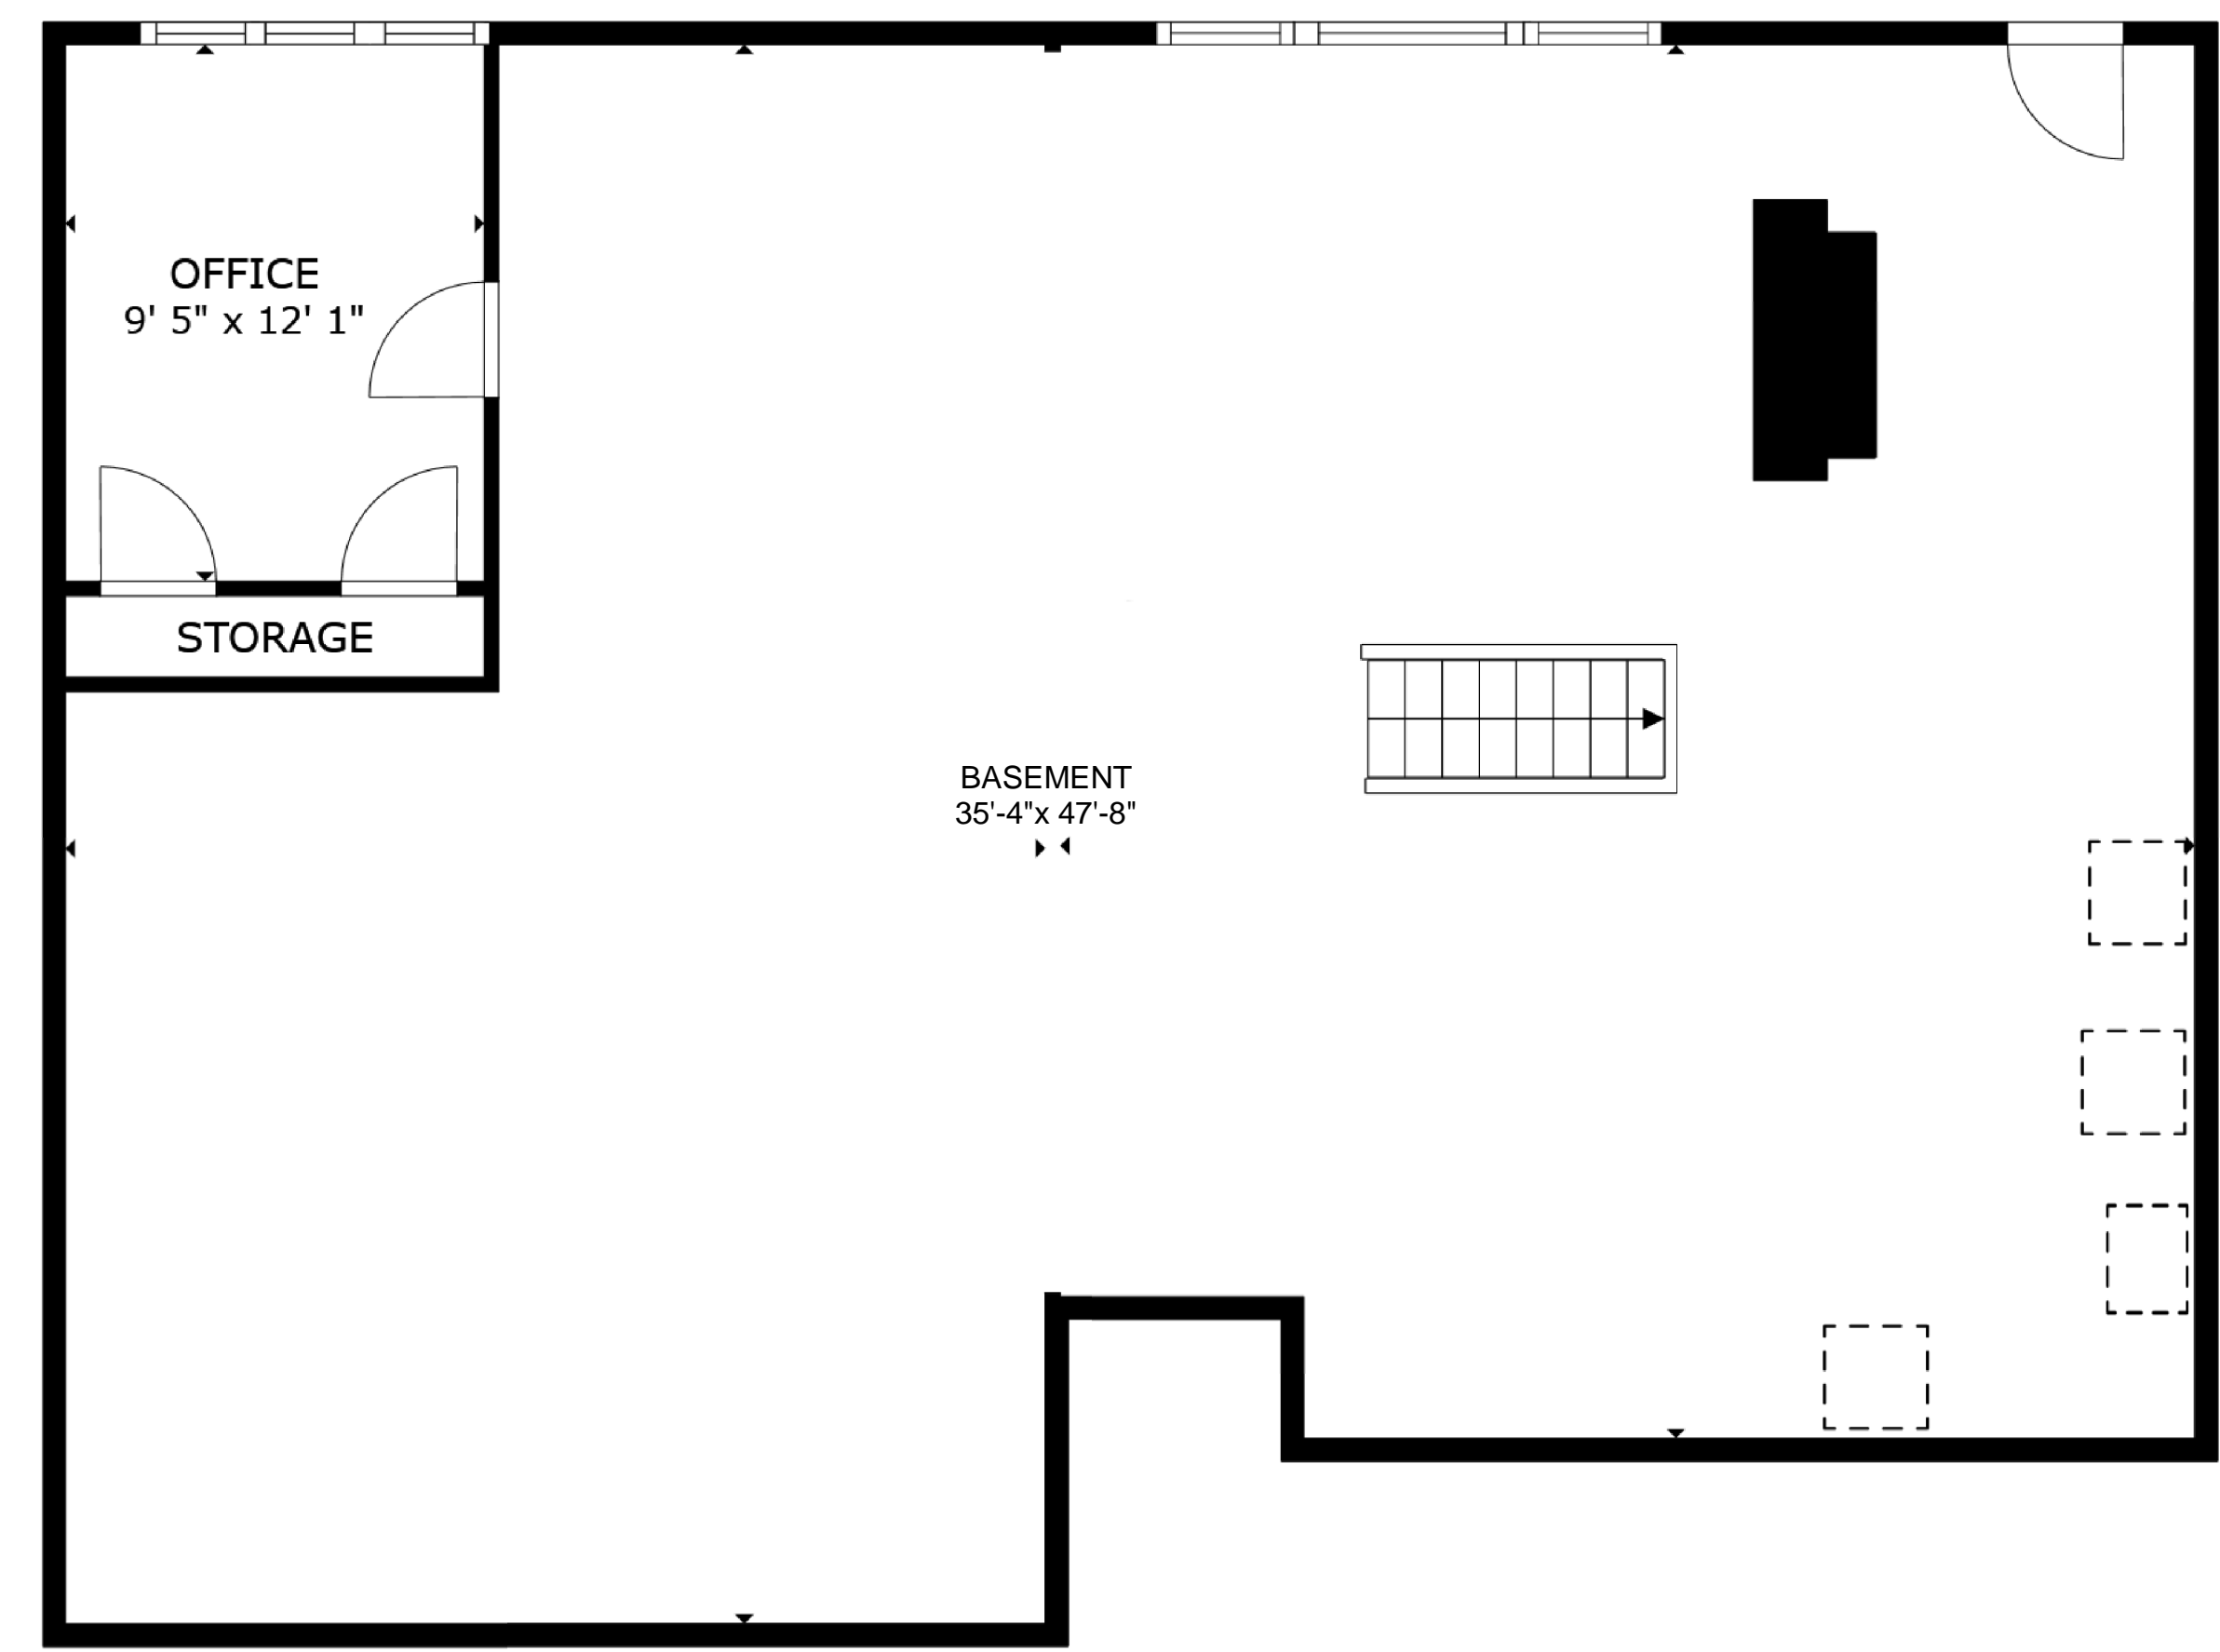 OFFICE
9' 5" x 12' 1"
STORAGE
BASEMENT
35'-4"x 47'-8"